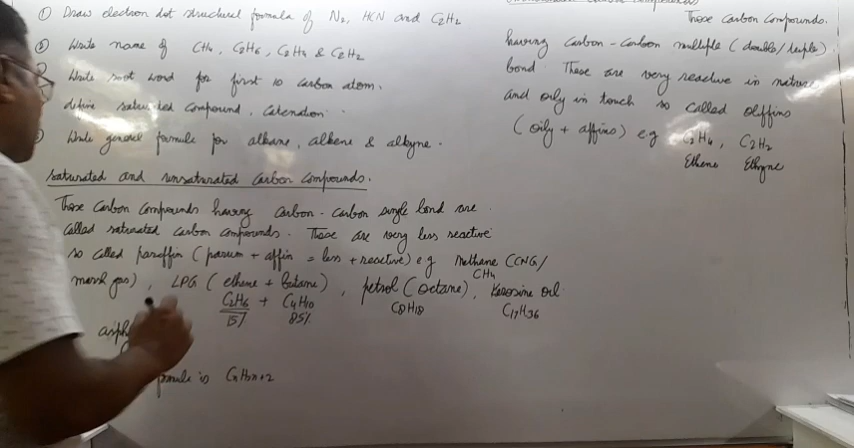 ① Draw electron dot structural formula of N₂, HCN and C₂H₂
② Write name of CH₄, C₂H₆, C₂H₄ & C₂H₂
Write root word for first 10 carbon atom.
define saturated compound, Catenation
Write general formula for alkane, alkene & alkyne.
Saturated and unsaturated Carbon Compounds.
Those Carbon Compounds having Carbon-Carbon single bond are
called saturated carbon compounds. These are very less reactive
so called paraffin (parum + affin = less + reactive) eg Methane (CNG/
CH₄
marsh gas), LPG (ethane + Butane), petrol (octane), Kerosine oil
C₂H₆ + C₄H₁₀ C₈H₁₈ C₁₇H₃₆
15% 85%
is CnH2n+2
Those Carbon Compounds.
having Carbon-Carbon multiple (double/triple)
bond These are very reactive in nature
and oily in touch so called olyffins
(oily + affins) eg C₂H₄, C₂H₂
Ethene Ethyne